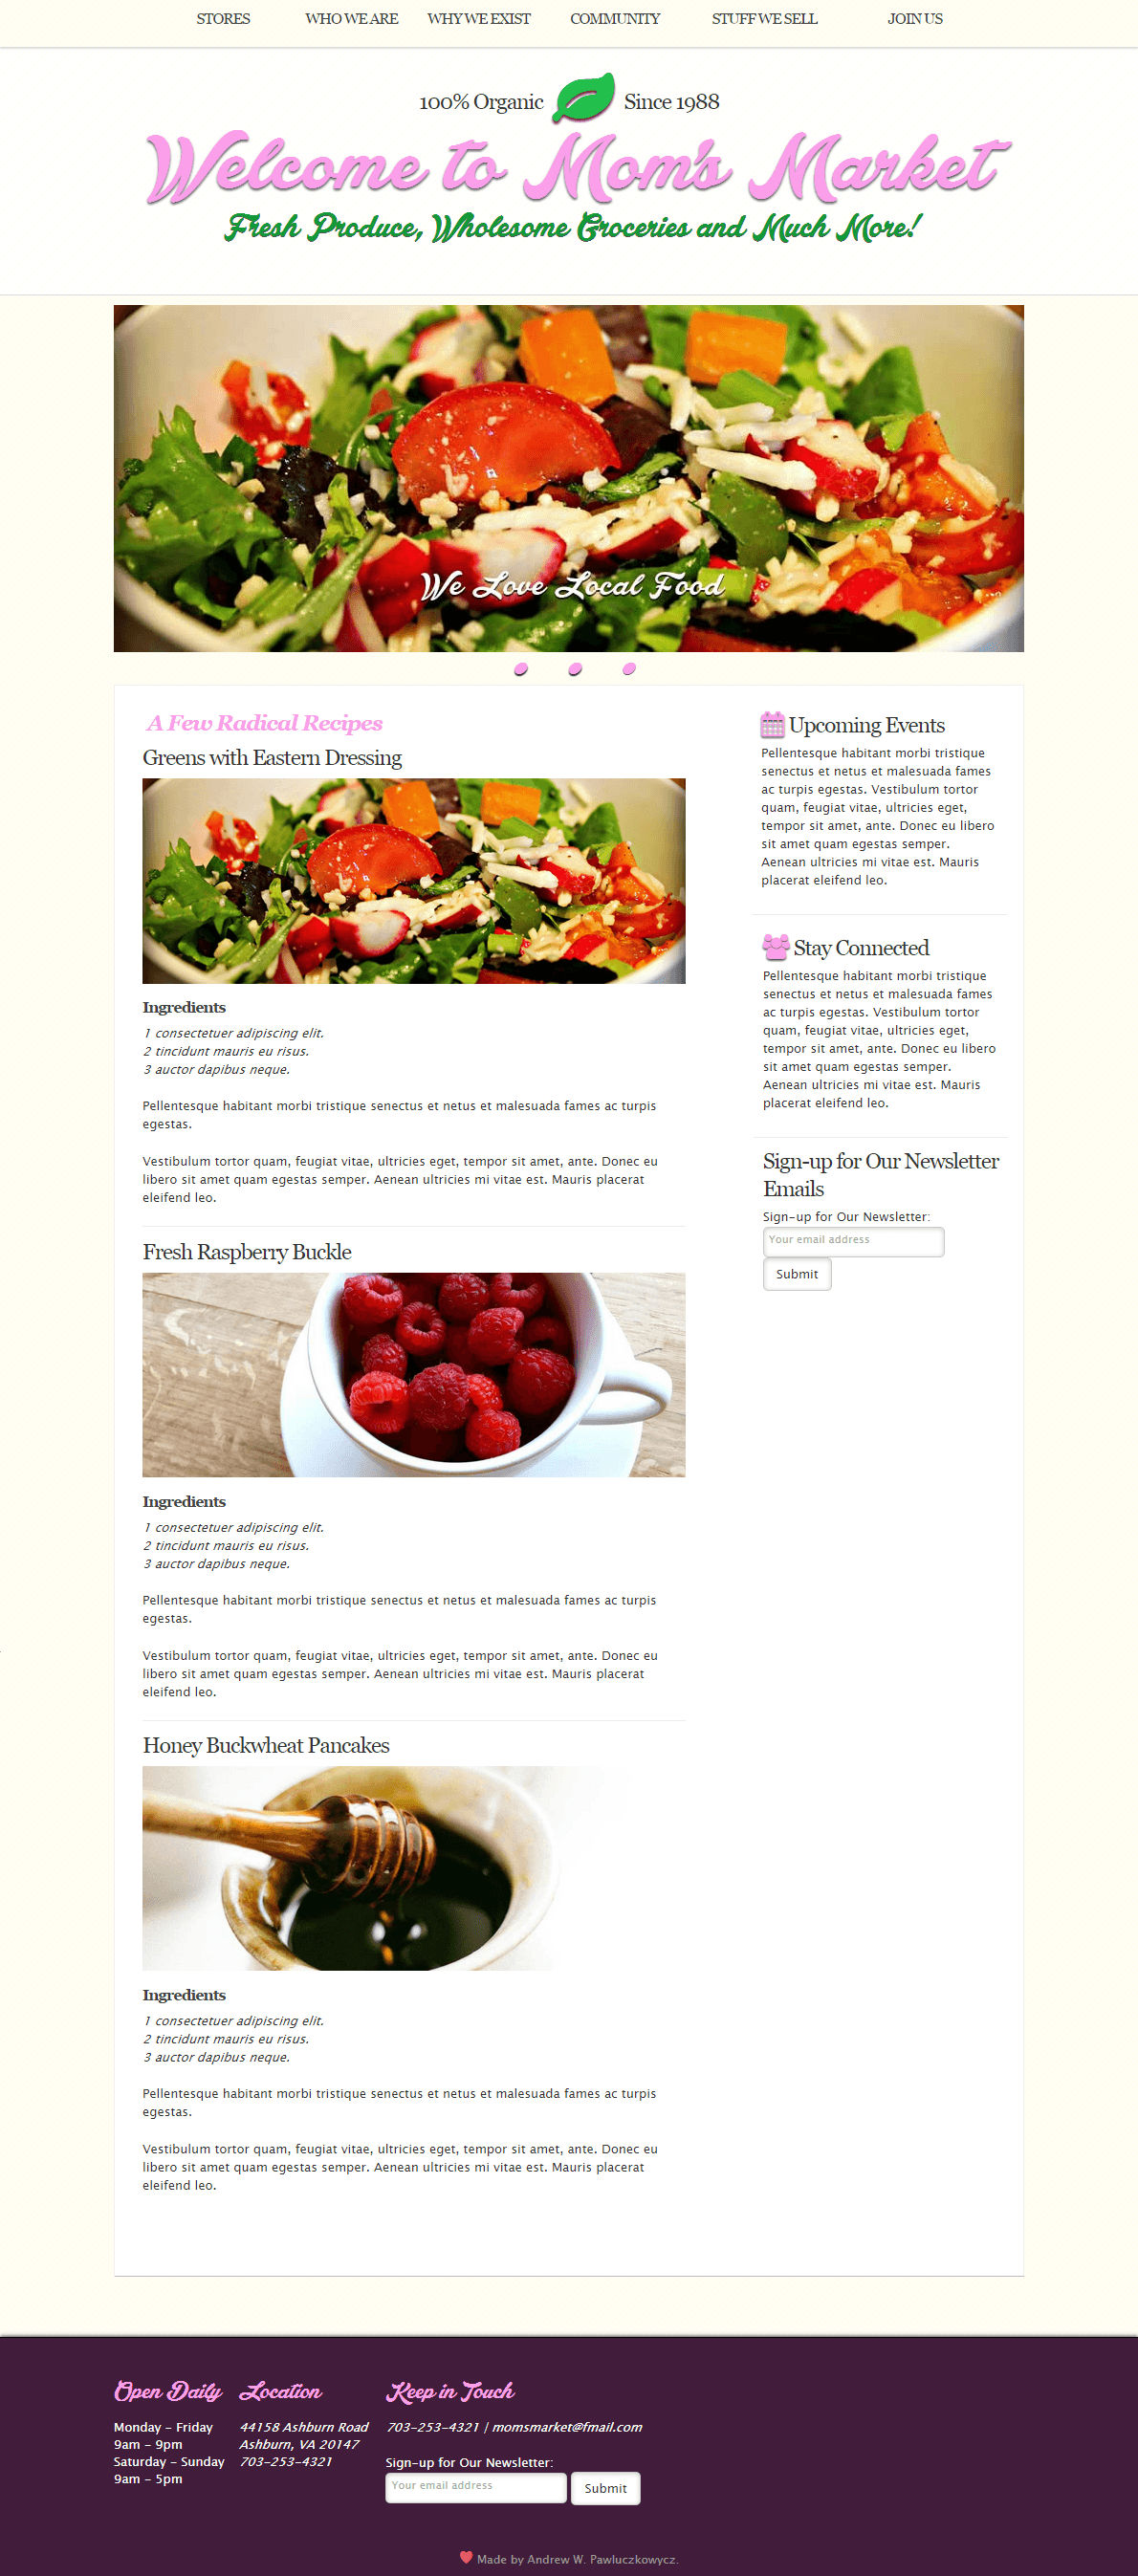 STORES WHO WE ARE WHY WE EXIST COMMUNITY STUFF WE SELL JOIN US
100% Organic Since 1988
Welcome to Mom's Market
Fresh Produce, Wholesome Groceries and Much More!
We Love Local Food
A Few Radical Recipes
Greens with Eastern Dressing
Ingredients
1 consectetuer adipiscing elit.
2 tincidunt mauris eu risus.
3 auctor dapibus neque.
Pellentesque habitant morbi tristique senectus et netus et malesuada fames ac turpis
egestas.
Vestibulum tortor quam, feugiat vitae, ultricies eget, tempor sit amet, ante. Donec eu
libero sit amet quam egestas semper. Aenean ultricies mi vitae est. Mauris placerat
eleifend leo.
Fresh Raspberry Buckle
Ingredients
1 consectetuer adipiscing elit.
2 tincidunt mauris eu risus.
3 auctor dapibus neque.
Pellentesque habitant morbi tristique senectus et netus et malesuada fames ac turpis
egestas.
Vestibulum tortor quam, feugiat vitae, ultricies eget, tempor sit amet, ante. Donec eu
libero sit amet quam egestas semper. Aenean ultricies mi vitae est. Mauris placerat
eleifend leo.
Honey Buckwheat Pancakes
Ingredients
1 consectetuer adipiscing elit.
2 tincidunt mauris eu risus.
3 auctor dapibus neque.
Pellentesque habitant morbi tristique senectus et netus et malesuada fames ac turpis
egestas.
Vestibulum tortor quam, feugiat vitae, ultricies eget, tempor sit amet, ante. Donec eu
libero sit amet quam egestas semper. Aenean ultricies mi vitae est. Mauris placerat
eleifend leo.
Upcoming Events
Pellentesque habitant morbi tristique
senectus et netus et malesuada fames
ac turpis egestas. Vestibulum tortor
quam, feugiat vitae, ultricies eget,
tempor sit amet, ante. Donec eu libero
sit amet quam egestas semper.
Aenean ultricies mi vitae est. Mauris
placerat eleifend leo.
Stay Connected
Pellentesque habitant morbi tristique
senectus et netus et malesuada fames
ac turpis egestas. Vestibulum tortor
quam, feugiat vitae, ultricies eget,
tempor sit amet, ante. Donec eu libero
sit amet quam egestas semper.
Aenean ultricies mi vitae est. Mauris
placerat eleifend leo.
Sign-up for Our Newsletter
Emails
Sign-up for Our Newsletter:
Your email address
Submit
Open Daily
Monday - Friday
9am - 9pm
Saturday - Sunday
9am - 5pm
Location
44158 Ashburn Road
Ashburn, VA 20147
703-253-4321
Keep in Touch
703-253-4321 | momsmarket@fmail.com
Sign-up for Our Newsletter:
Your email address Submit
Made by Andrew W. Pawluczkowycz.